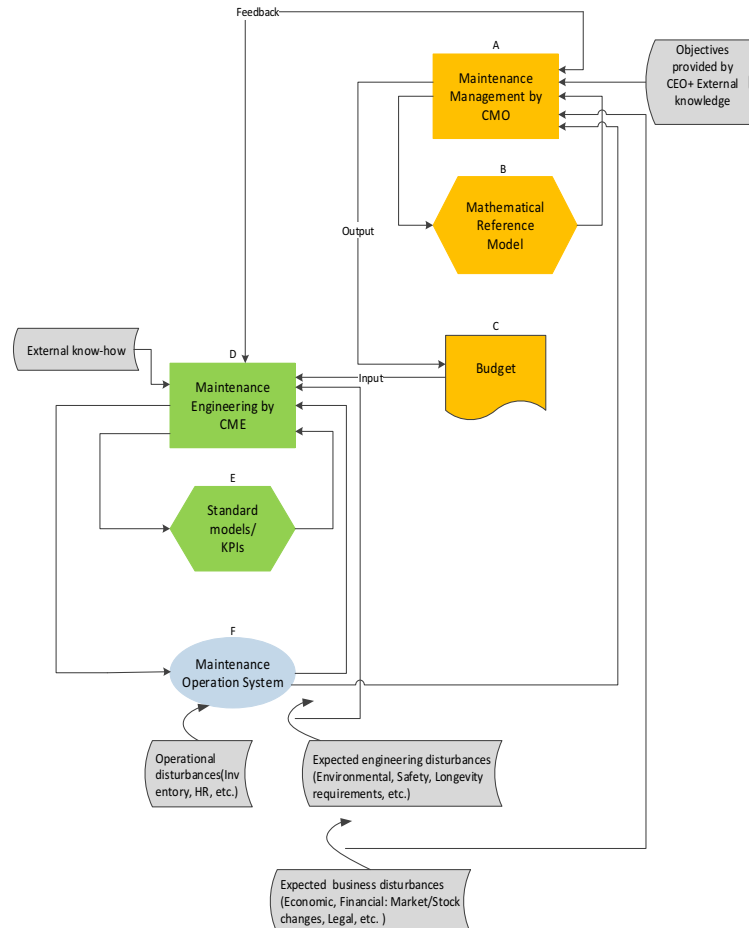 Feedback
A
Maintenance
Management by
CMO
Objectives
provided by
CEO+ External
knowledge
B
Mathematical
Reference
Model
Output
C
Budget
External know-how
D
Maintenance
Engineering by
CME
Input
E
Standard
models/
KPIs
F
Maintenance
Operation System
Operational
disturbances(Inv
entory, HR, etc.)
Expected engineering disturbances
(Environmental, Safety, Longevity
requirements, etc.)
Expected business disturbances
(Economic, Financial: Market/Stock
changes, Legal, etc. )